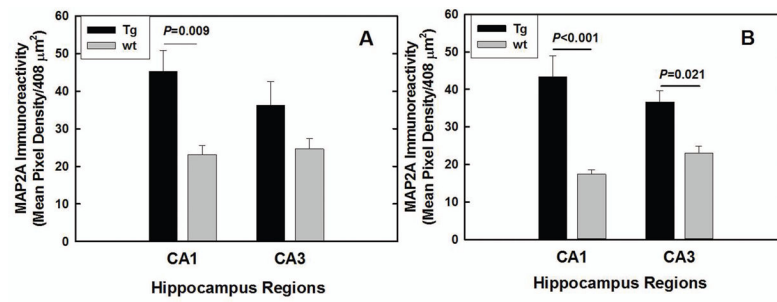 MAP2A Immunoreactivity
(Mean Pixel Density/408 µm²)
60
50
40
30
20
10
0
Tg
wt
P=0.009
A
CA1
CA3
Hippocampus Regions
MAP2A Immunoreactivity
(Mean Pixel Density/408 µm²)
60
50
40
30
20
10
0
Tg
wt
P<0.001
P=0.021
B
CA1
CA3
Hippocampus Regions